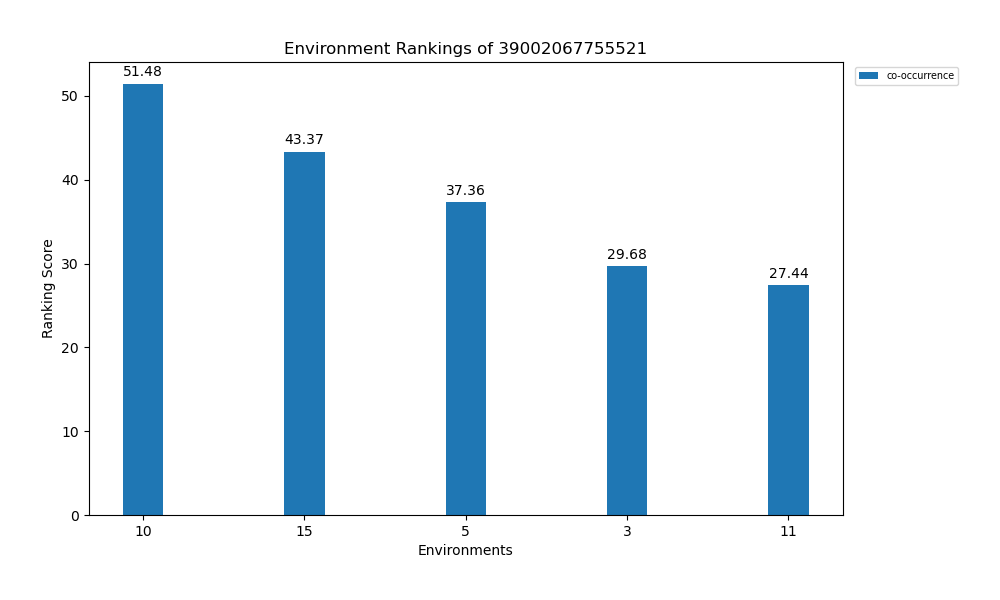 Environment Rankings of 39002067755521
co-occurrence
51.48
43.37
37.36
29.68
27.44
50
40
30
20
10
0
Ranking Score
10 15 5 3 11
Environments